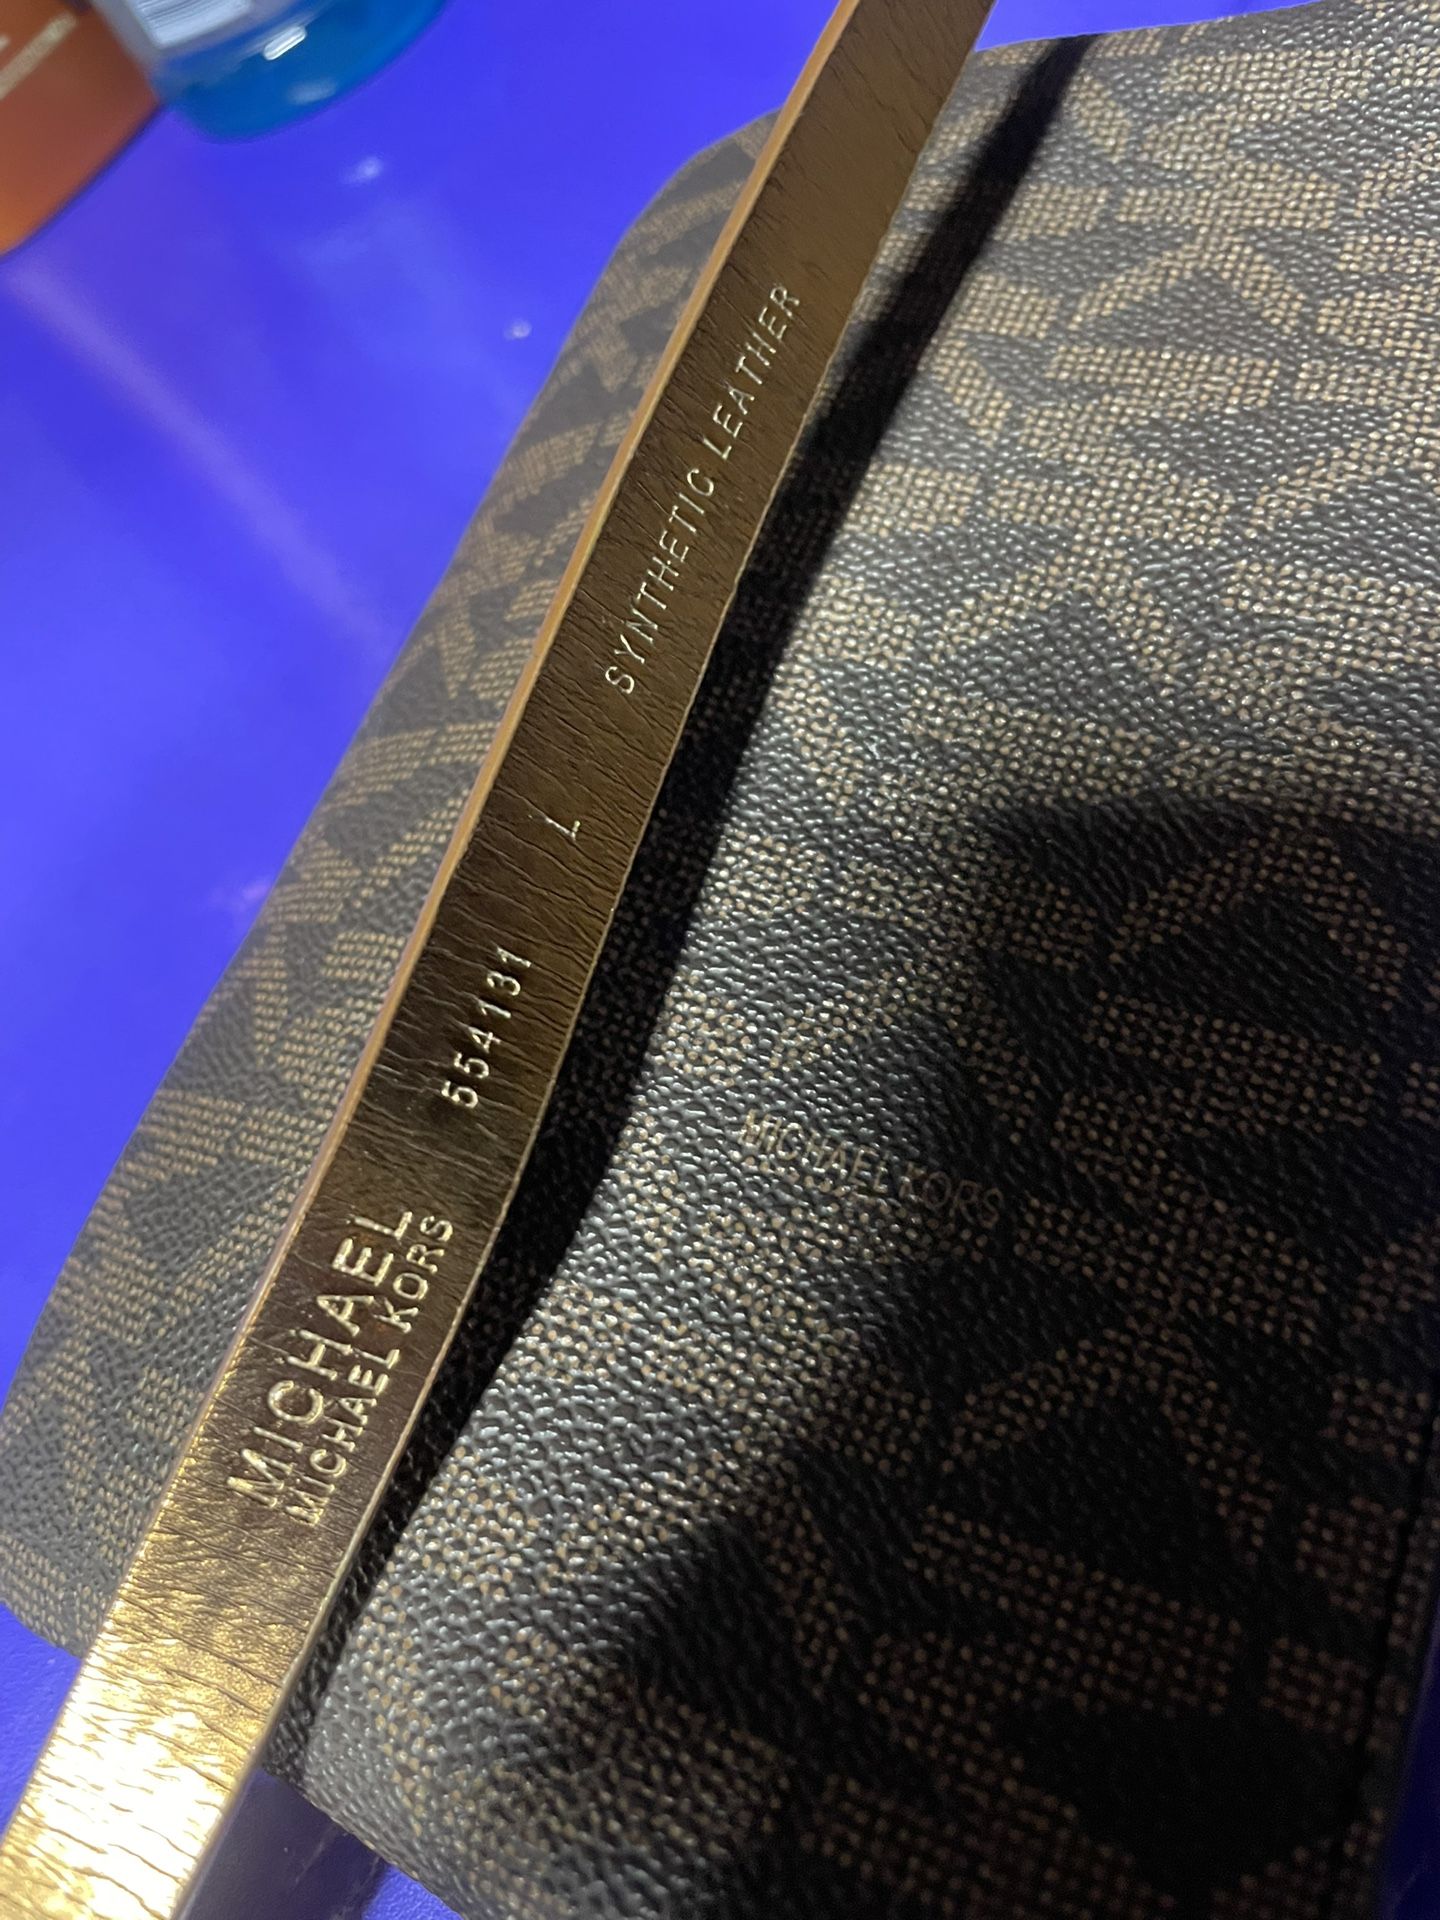 MICHAEL
MICHAEL KORS
554131
L
SYNTHETIC LEATHER
MICHAEL KORS